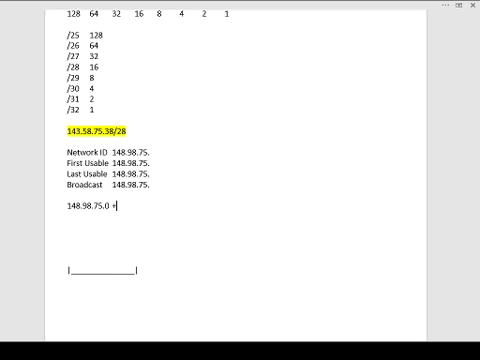 128 64 32 16 8 4 2 1
/25 128
/26 64
/27 32
/28 16
/29 8
/30 4
/31 2
/32 1
143.58.75.38/28
Network ID 148.98.75.
First Usable 148.98.75.
Last Usable 148.98.75.
Broadcast 148.98.75.
148.98.75.0 +
|______________|